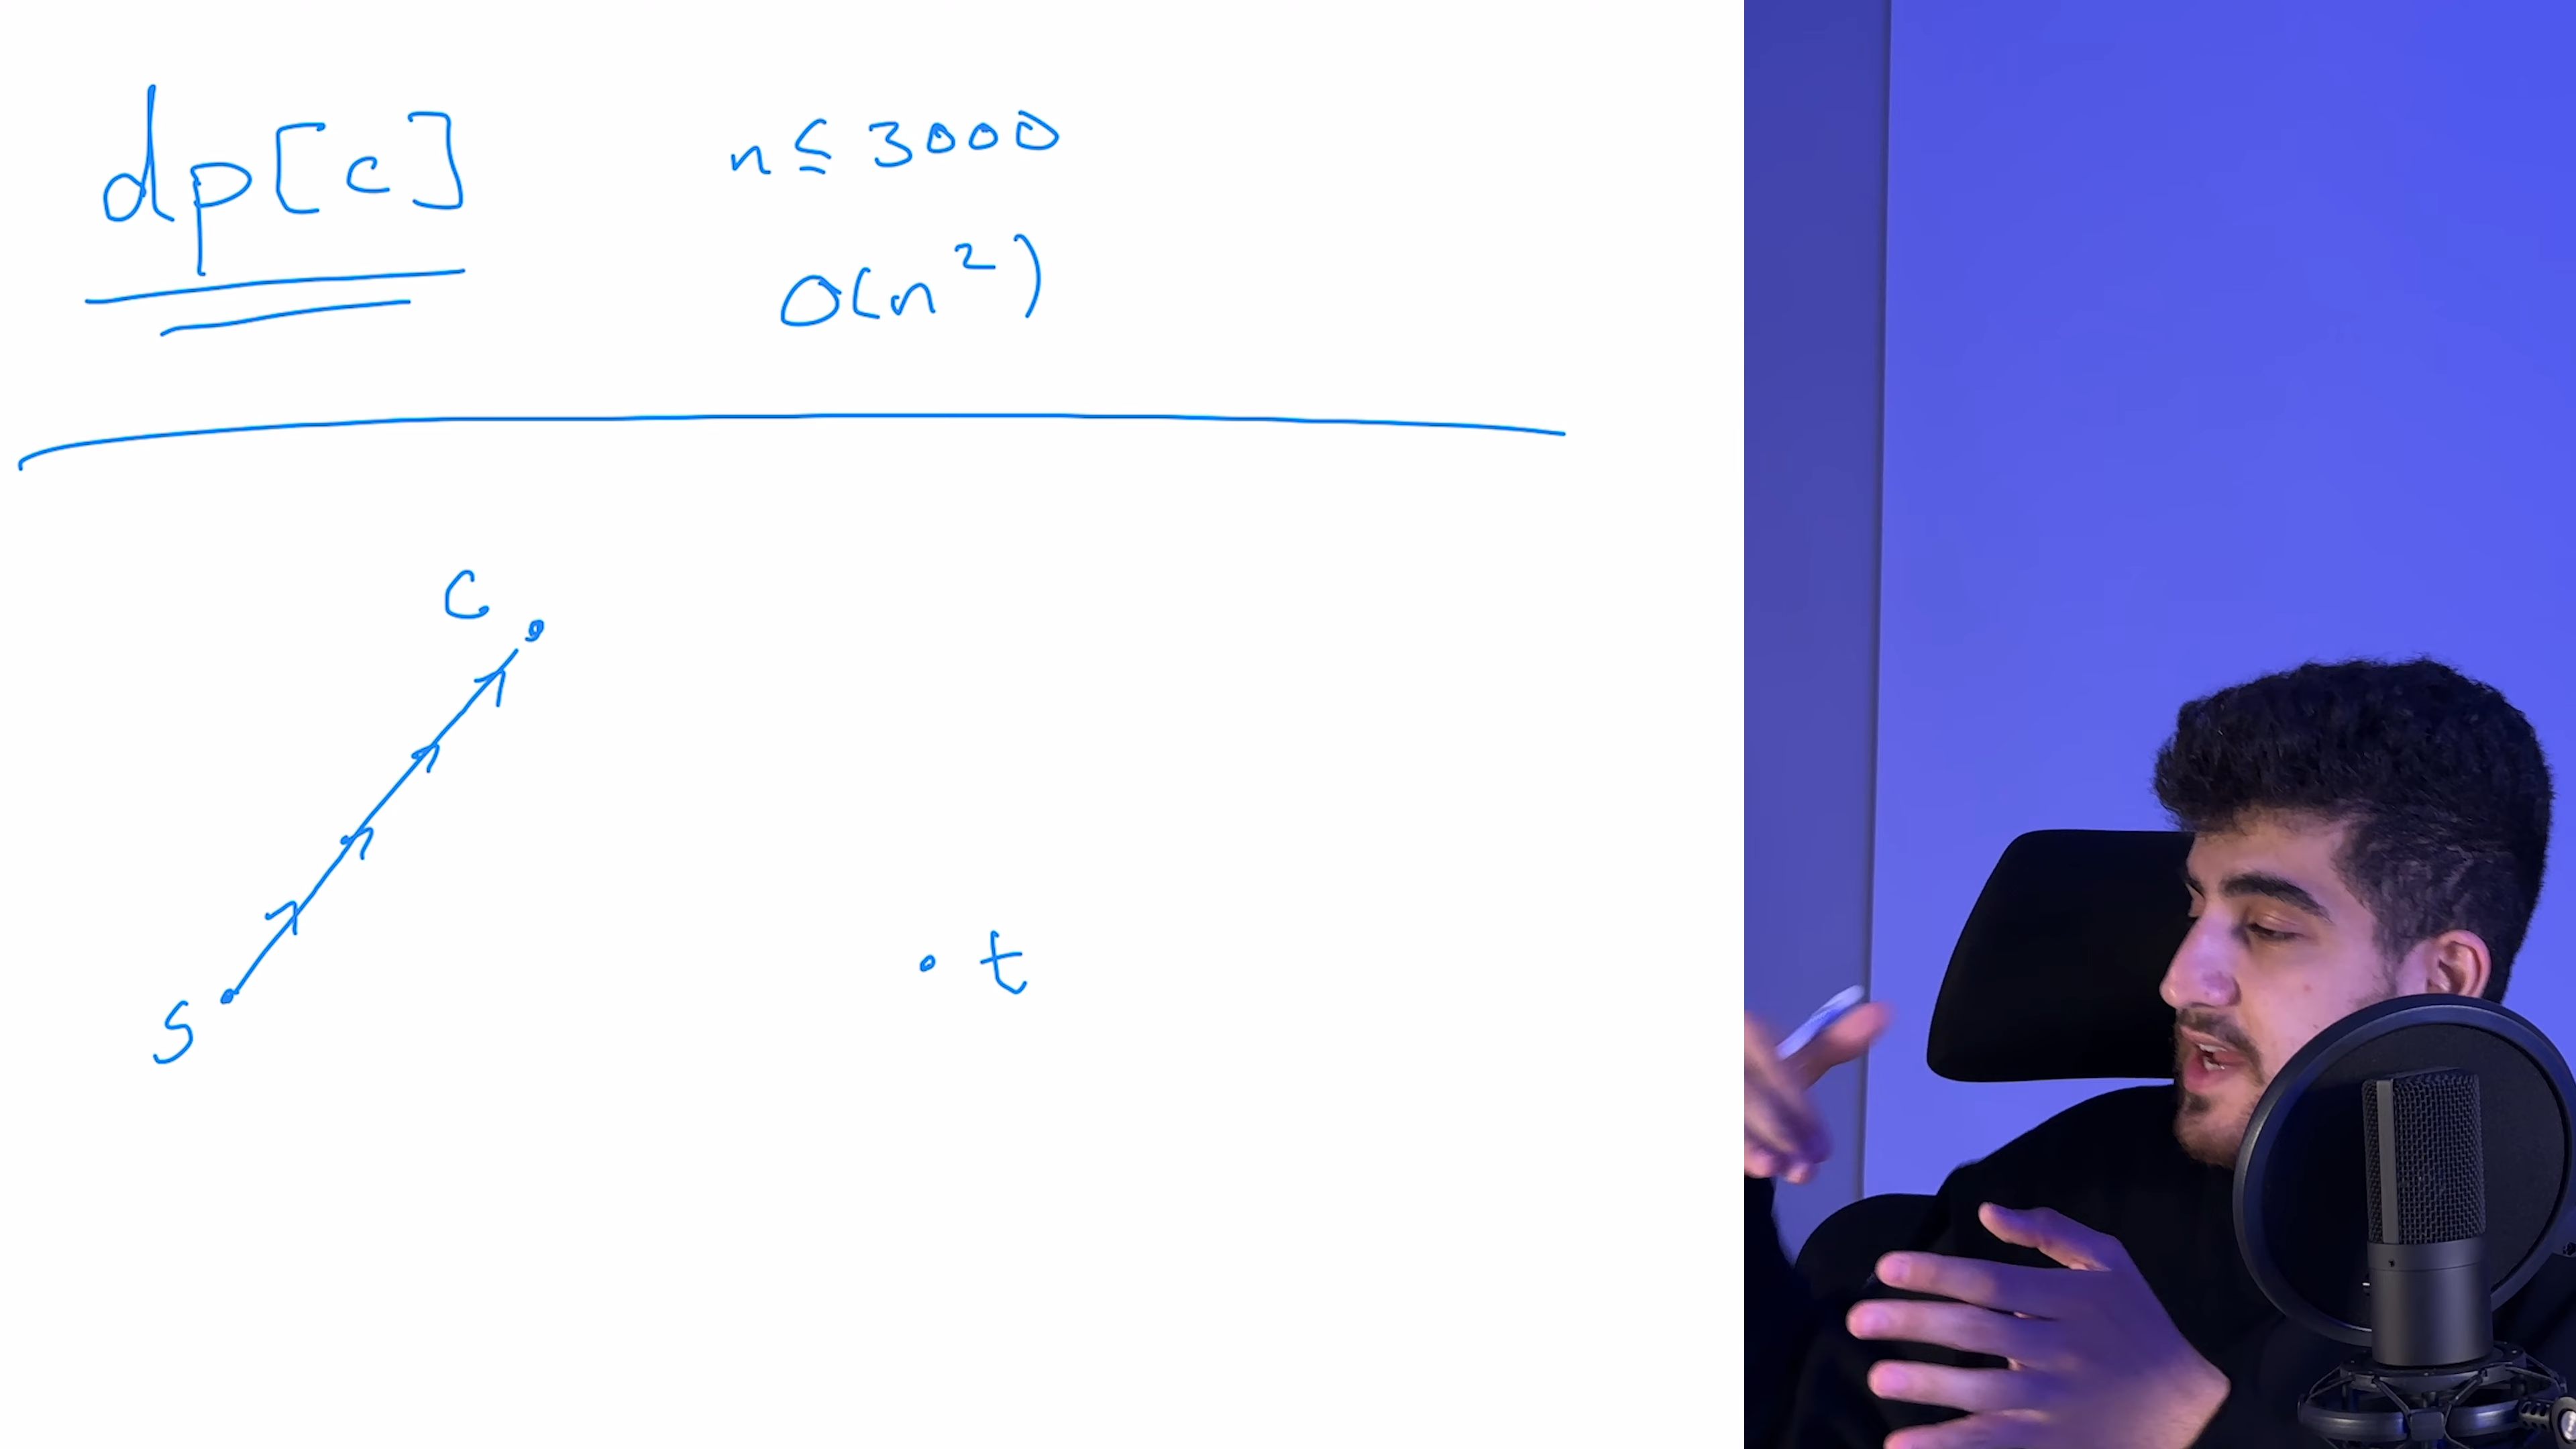 dp[c]
n ≤ 3000
O(n²)
c
t
s